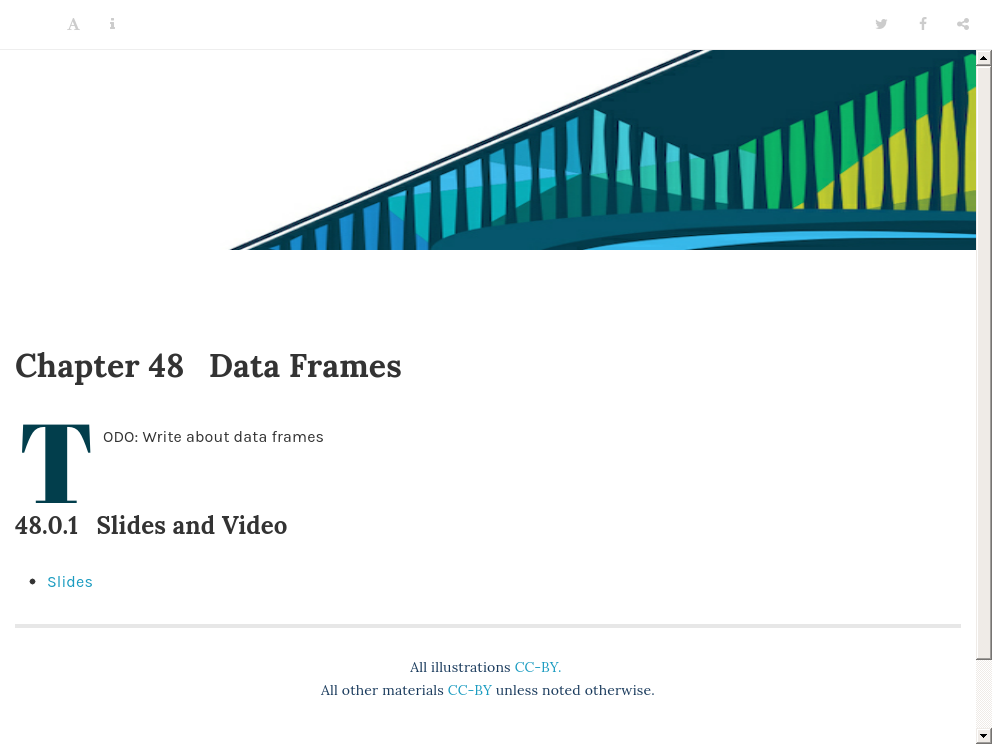 Chapter 48 Data Frames
TODO: Write about data frames
48.0.1 Slides and Video
Slides
All illustrations CC-BY.
All other materials CC-BY unless noted otherwise.